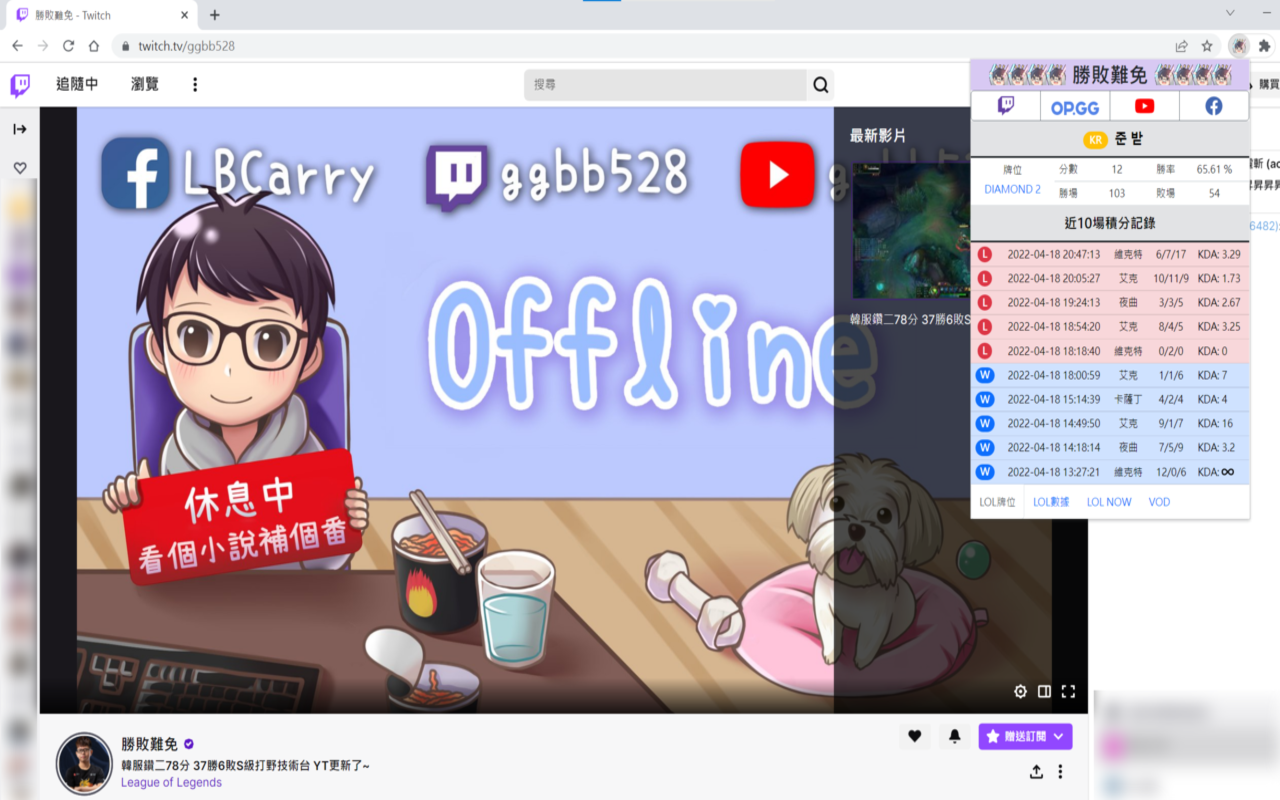 勝敗難免 - Twitch
twitch.tv/ggbb528
追隨中
瀏覽
搜尋
購買
LBCarry
ggbb528
Offline
休息中
看個小說補個番
最新影片
韓服鑽二78分 37勝6敗S
勝敗難免
OP.GG
KR 준 받
牌位 分數 12 勝率 65.61 %
DIAMOND 2 勝場 103 敗場 54
近10場積分記錄
L 2022-04-18 20:47:13 維克特 6/7/17 KDA: 3.29
L 2022-04-18 20:05:27 艾克 10/11/9 KDA: 1.73
L 2022-04-18 19:24:13 夜曲 3/3/5 KDA: 2.67
L 2022-04-18 18:54:20 艾克 8/4/5 KDA: 3.25
L 2022-04-18 18:18:40 維克特 0/2/0 KDA: 0
W 2022-04-18 18:00:59 艾克 1/1/6 KDA: 7
W 2022-04-18 15:14:39 卡薩丁 4/2/4 KDA: 4
W 2022-04-18 14:49:50 艾克 9/1/7 KDA: 16
W 2022-04-18 14:18:14 夜曲 7/5/9 KDA: 3.2
W 2022-04-18 13:27:21 維克特 12/0/6 KDA: ∞
LOL牌位 LOL數據 LOL NOW VOD
斬 (ac
昇昇昇
6482):
勝敗難免
韓服鑽二78分 37勝6敗S級打野技術台 YT更新了~
League of Legends
贈送訂閱